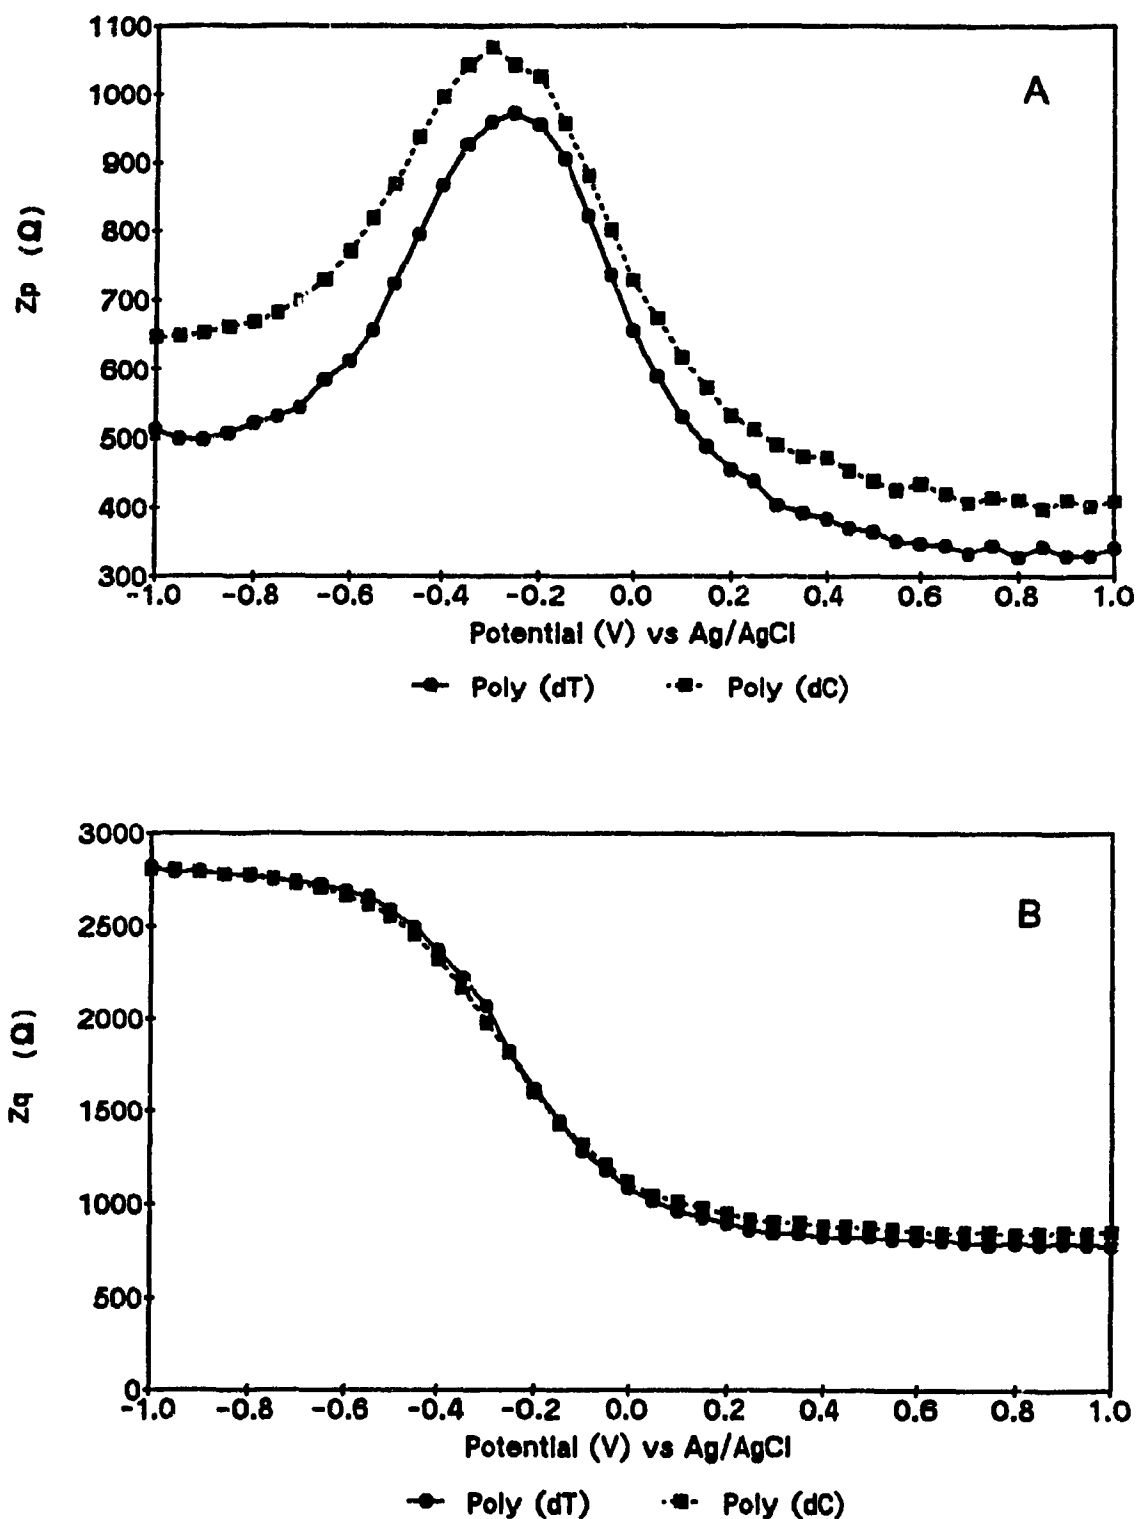 1100
1000
900
800
700
600
500
400
300
Zp (Ω)
A
-1.0 -0.8 -0.6 -0.4 -0.2 0.0 0.2 0.4 0.6 0.8 1.0
Potential (V) vs Ag/AgCl
Poly (dT) Poly (dC)
3000
2500
2000
1500
1000
500
0
Zq (Ω)
B
-1.0 -0.8 -0.6 -0.4 -0.2 0.0 0.2 0.4 0.6 0.8 1.0
Potential (V) vs Ag/AgCl
Poly (dT) Poly (dC)